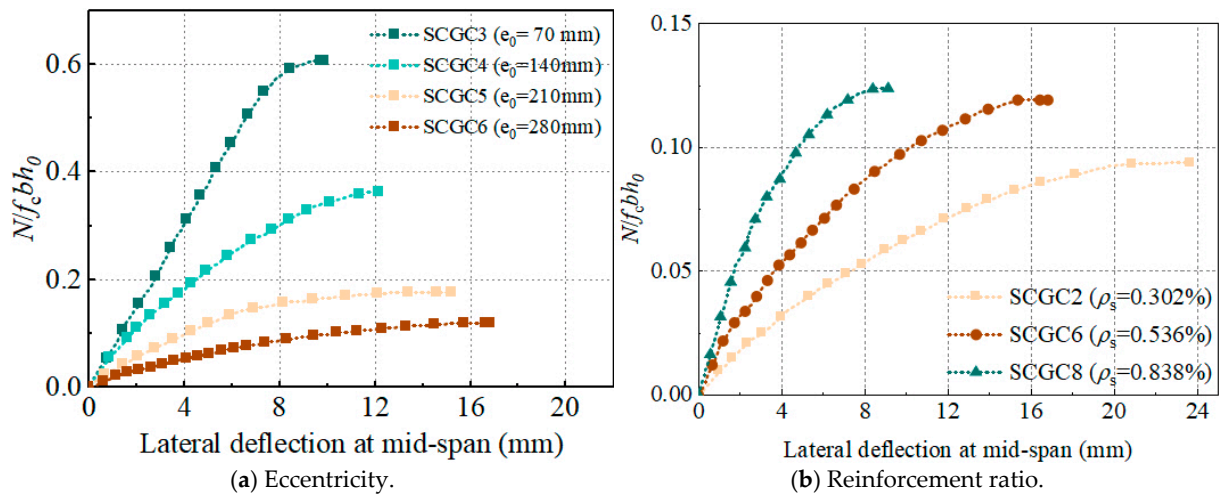 SCGC3 (e₀= 70 mm)
SCGC4 (e₀=140mm)
SCGC5 (e₀=210mm)
SCGC6 (e₀=280mm)
0.6
0.4
0.2
0.0
N/f_cbh₀
0 4 8 12 16 20
Lateral deflection at mid-span (mm)
(a) Eccentricity.
0.15
0.10
0.05
0.00
N/f_cbh₀
SCGC2 (ρₛ=0.302%)
SCGC6 (ρₛ=0.536%)
SCGC8 (ρₛ=0.838%)
0 4 8 12 16 20 24
Lateral deflection at mid-span (mm)
(b) Reinforcement ratio.